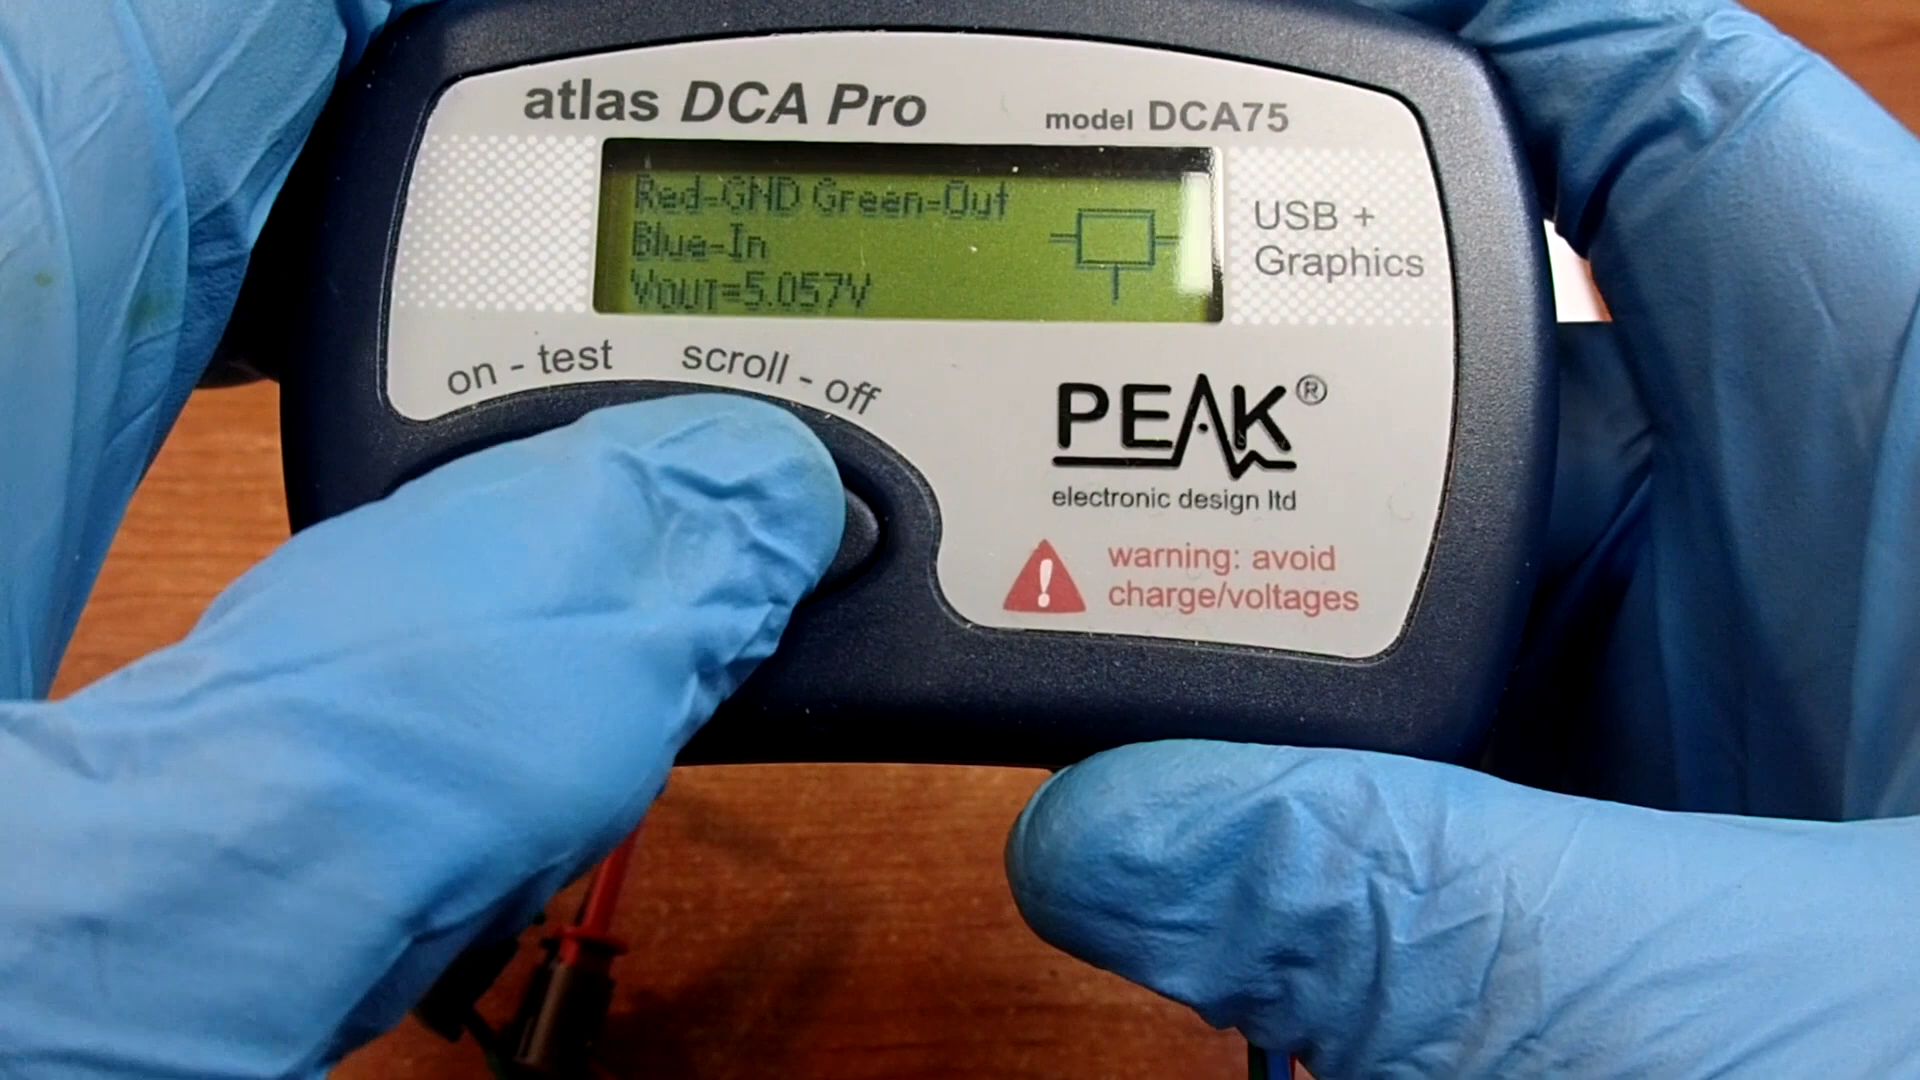 atlas DCA Pro
model DCA75
Red-GND Green-Out
Blue-In
VOUT=5.057V
USB +
Graphics
on - test
scroll - off
PEAK®
electronic design ltd
warning: avoid
charge/voltages